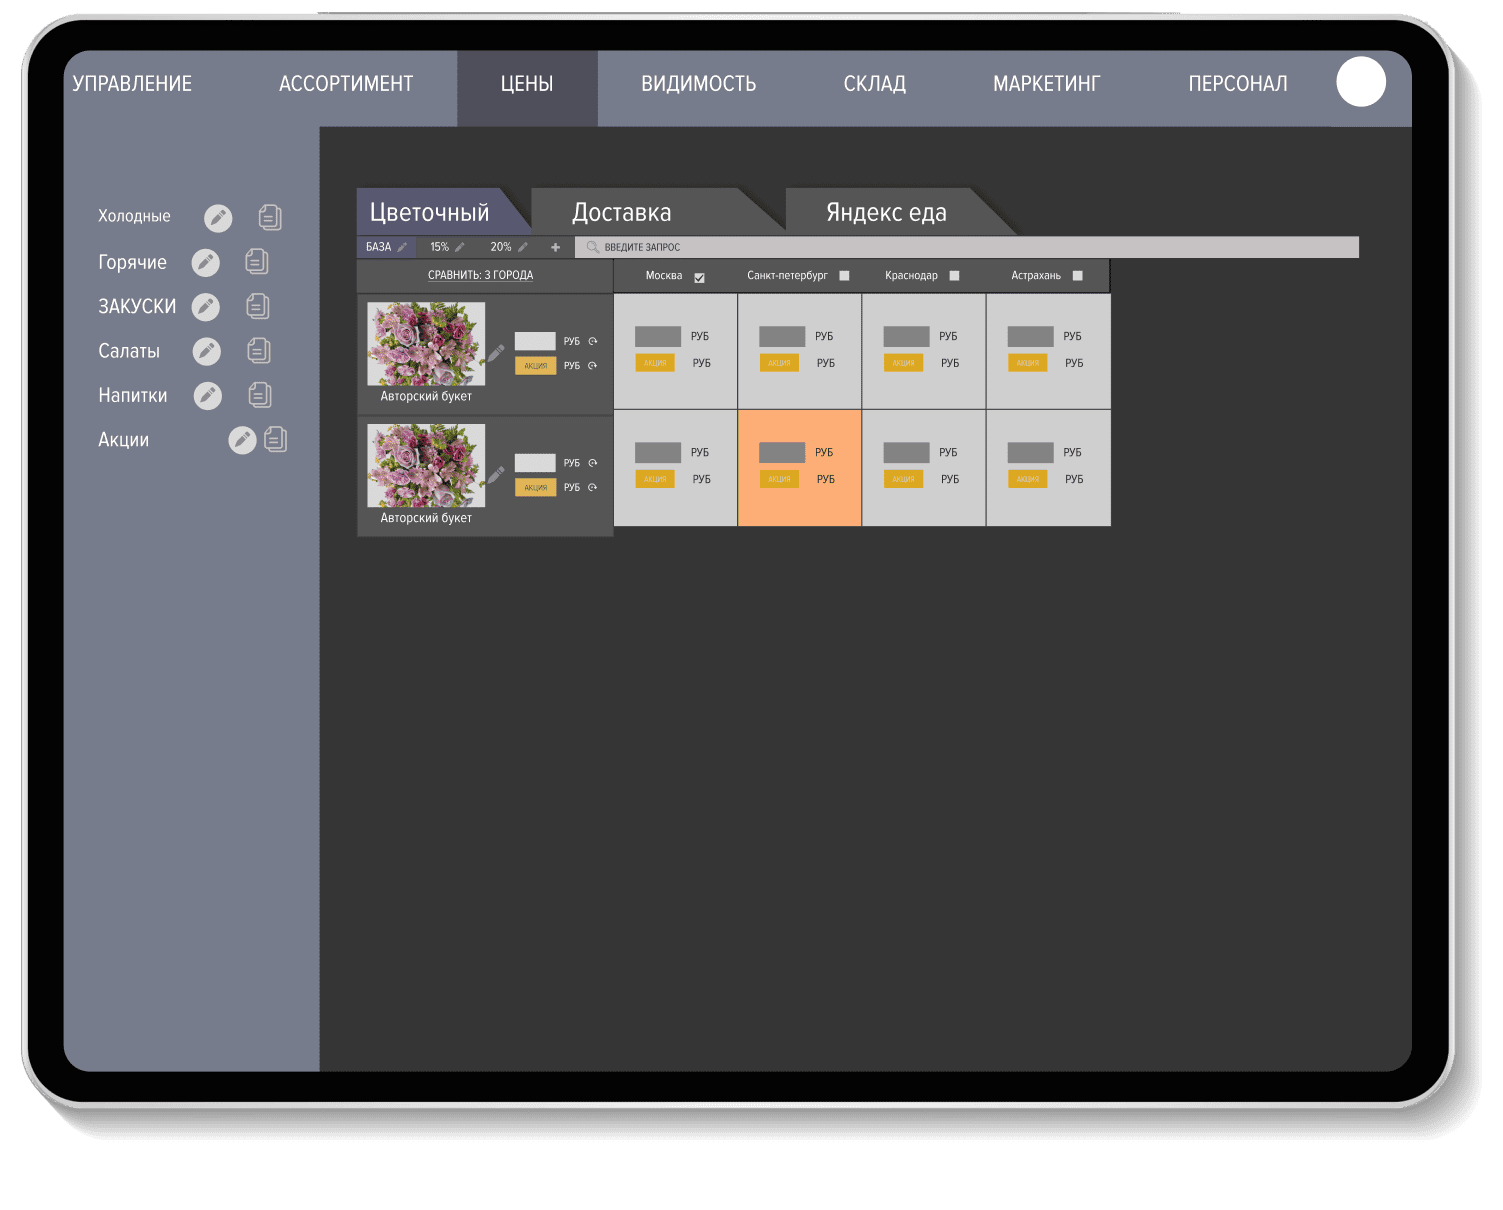 УПРАВЛЕНИЕ АССОРТИМЕНТ ЦЕНЫ ВИДИМОСТЬ СКЛАД МАРКЕТИНГ ПЕРСОНАЛ
Холодные
Горячие
ЗАКУСКИ
Салаты
Напитки
Акции
Цветочный Доставка Яндекс еда
БАЗА 15% 20% + ВВЕДИТЕ ЗАПРОС
СРАВНИТЬ: 3 ГОРОДА Москва Санкт-петербург Краснодар Астрахань
РУБ РУБ РУБ РУБ РУБ
АКЦИЯ РУБ АКЦИЯ РУБ АКЦИЯ РУБ АКЦИЯ РУБ АКЦИЯ РУБ
Авторский букет
РУБ РУБ РУБ РУБ РУБ
АКЦИЯ РУБ АКЦИЯ РУБ АКЦИЯ РУБ АКЦИЯ РУБ АКЦИЯ РУБ
Авторский букет